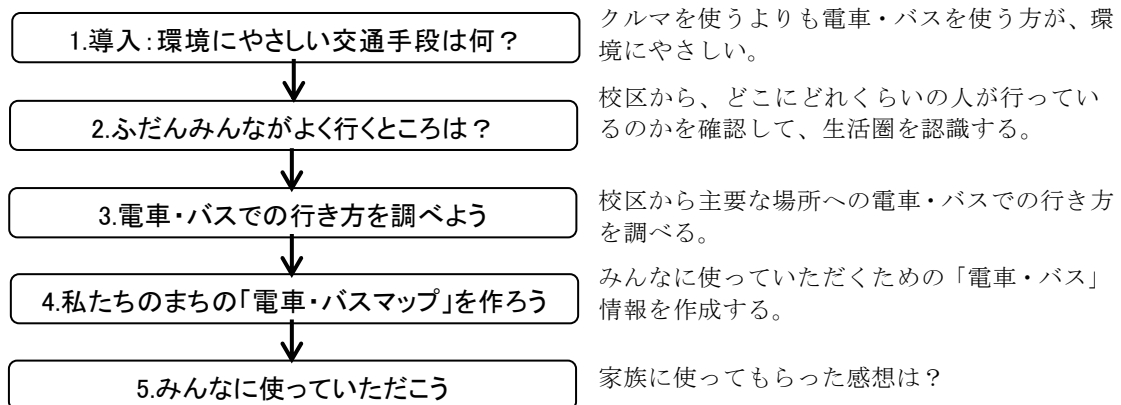 1.導入:環境にやさしい交通手段は何?
クルマを使うよりも電車・バスを使う方が、環
境にやさしい。
2.ふだんみんながよく行くところは?
校区から、どこにどれくらいの人が行ってい
るのかを確認して、生活圏を認識する。
3.電車・バスでの行き方を調べよう
校区から主要な場所への電車・バスでの行き方
を調べる。
4.私たちのまちの「電車・バスマップ」を作ろう
みんなに使っていただくための「電車・バス」
情報を作成する。
5.みんなに使っていただこう
家族に使ってもらった感想は?